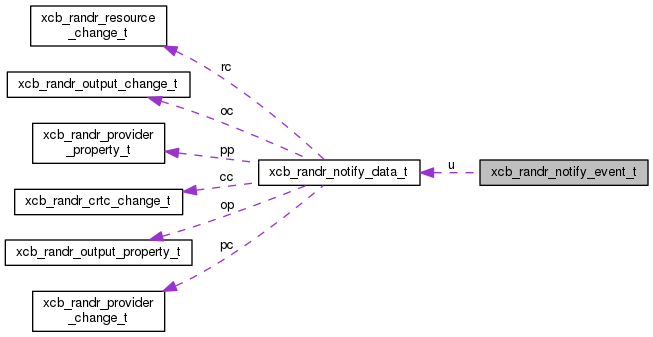 xcb_randr_resource
_change_t
rc
xcb_randr_output_change_t
oc
xcb_randr_provider
_property_t
pp
xcb_randr_notify_data_t
u
xcb_randr_notify_event_t
cc
xcb_randr_crtc_change_t
op
xcb_randr_output_property_t
pc
xcb_randr_provider
_change_t